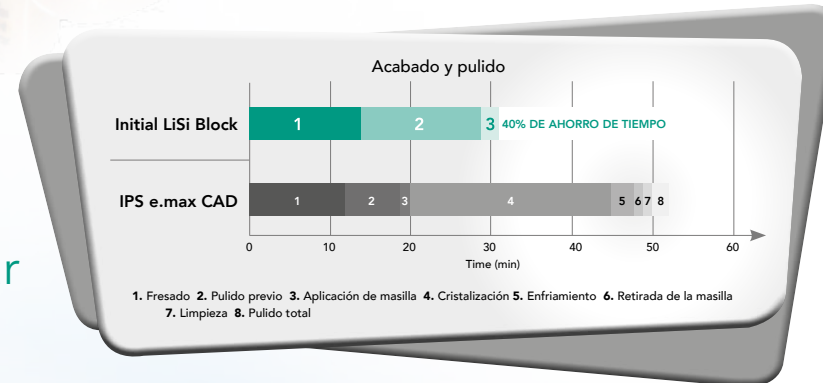 Acabado y pulido
Initial LiSi Block
1 2 3 40% DE AHORRO DE TIEMPO
IPS e.max CAD
1 2 3 4 5 6 7 8
0 10 20 30 40 50 60
Time (min)
r
1. Fresado 2. Pulido previo 3. Aplicación de masilla 4. Cristalización 5. Enfriamiento 6. Retirada de la masilla
7. Limpieza 8. Pulido total